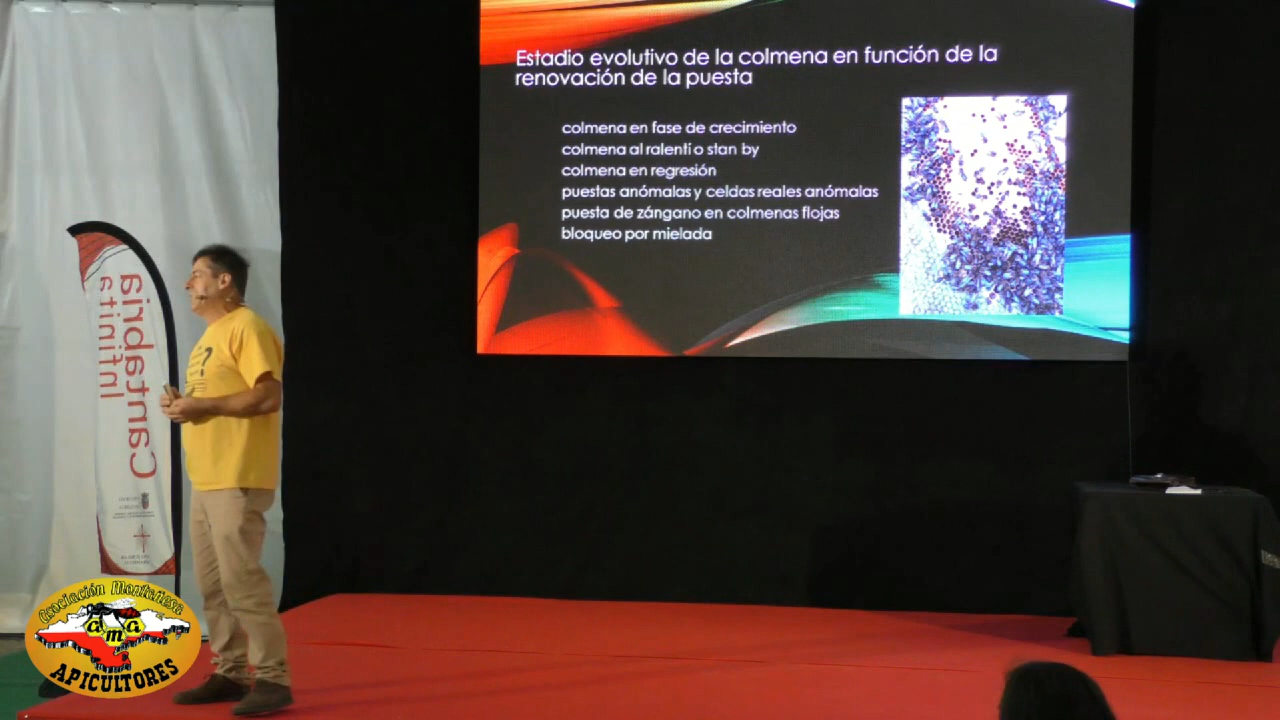 Estadio evolutivo de la colmena en función de la
renovación de la puesta
colmena en fase de crecimiento
colmena al ralentí o stan by
colmena en regresión
puestas anómalas y celdas reales anómalas
puesta de zángano en colmenas flojas
bloqueo por mielada
Cantabria
infinita
?
Asociación Montañesa
ama
APICULTORES